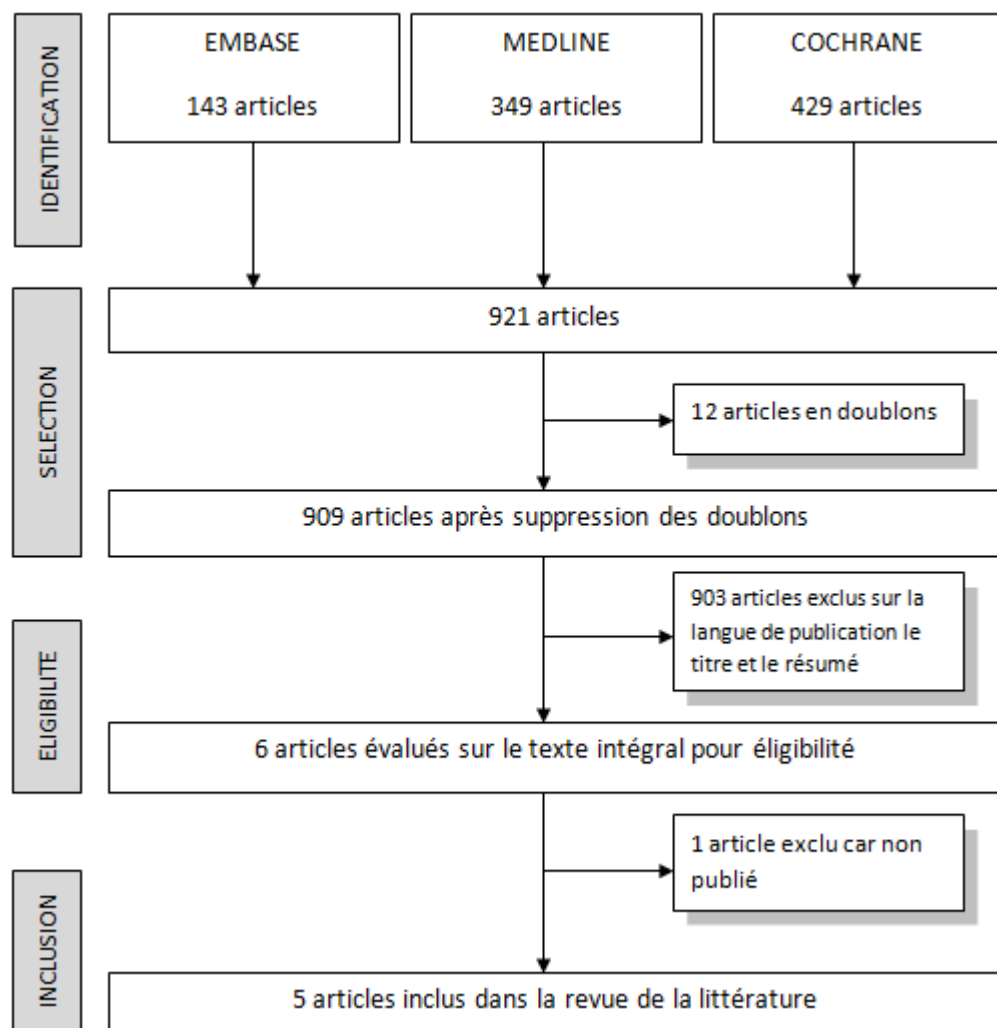 IDENTIFICATION
EMBASE
143 articles
MEDLINE
349 articles
COCHRANE
429 articles
SELECTION
921 articles
12 articles en doublons
909 articles après suppression des doublons
ELIGIBILITE
903 articles exclus sur la
langue de publication le
titre et le résumé
6 articles évalués sur le texte intégral pour éligibilité
INCLUSION
1 article exclu car non
publié
5 articles inclus dans la revue de la littérature